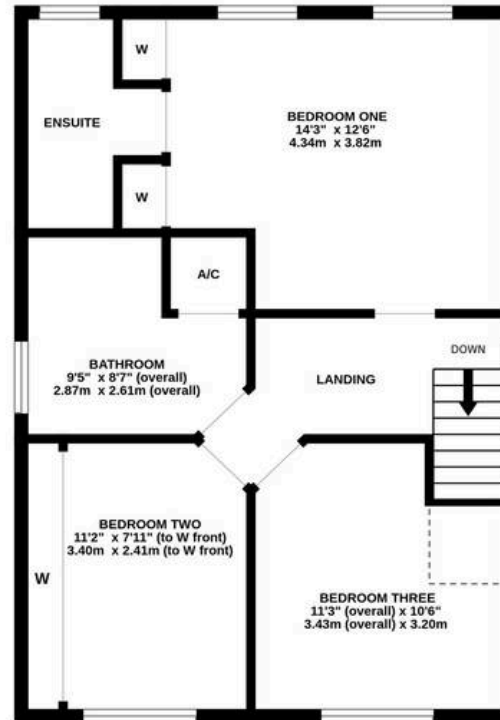 W
ENSUITE
BEDROOM ONE
14'3" x 12'6"
4.34m x 3.82m
W
A/C
BATHROOM
9'5" x 8'7" (overall)
2.87m x 2.61m (overall)
LANDING
DOWN
BEDROOM TWO
11'2" x 7'11" (to W front)
3.40m x 2.41m (to W front)
W
BEDROOM THREE
11'3" (overall) x 10'6"
3.43m (overall) x 3.20m